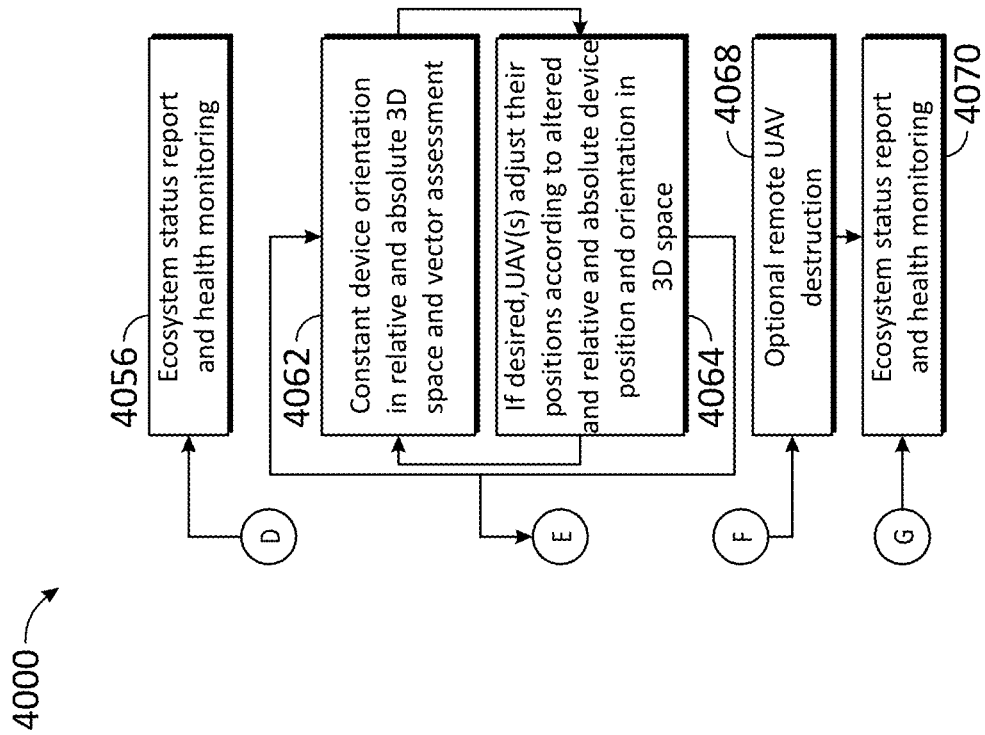 4000
D
4056
Ecosystem status report
and health monitoring
4062
Constant device orientation
in relative and absolute 3D
space and vector assessment
E
If desired,UAV(s) adjust their
positions according to altered
and relative and absolute device
position and orientation in
3D space
4064
F
4068
Optional remote UAV
destruction
G
Ecosystem status report
and health monitoring
4070